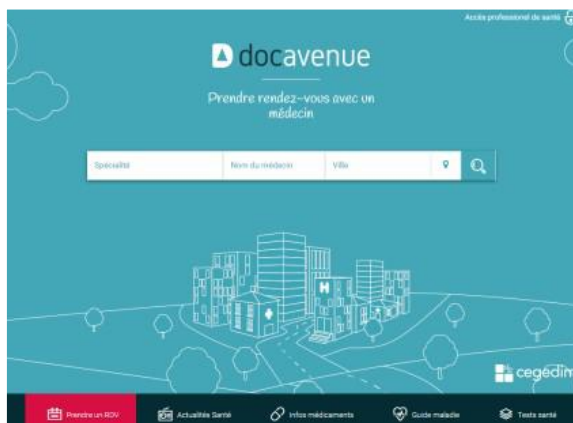 Accès professionnel de santé
docavenue
Prendre rendez-vous avec un
médecin
Spécialité
Nom du médecin
Ville
H
cegedim
Prendre un RDV
Actualités Santé
Infos médicaments
Guide maladie
Tests santé